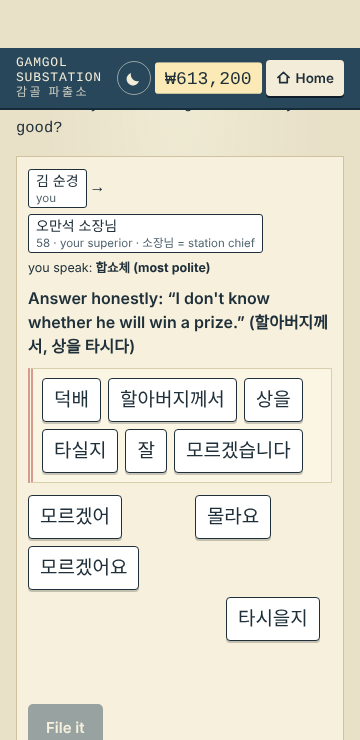 GAMGOL
SUBSTATION
감골 파출소
₩613,200
Home
good?
김 순경
you
→
오만석 소장님
58 · your superior · 소장님 = station chief
you speak: 합쇼체 (most polite)
Answer honestly: “I don't know
whether he will win a prize.” (할아버지께
서, 상을 타시다)
덕배 할아버지께서 상을
타실지 잘 모르겠습니다
모르겠어 몰라요
모르겠어요
타시을지
File it